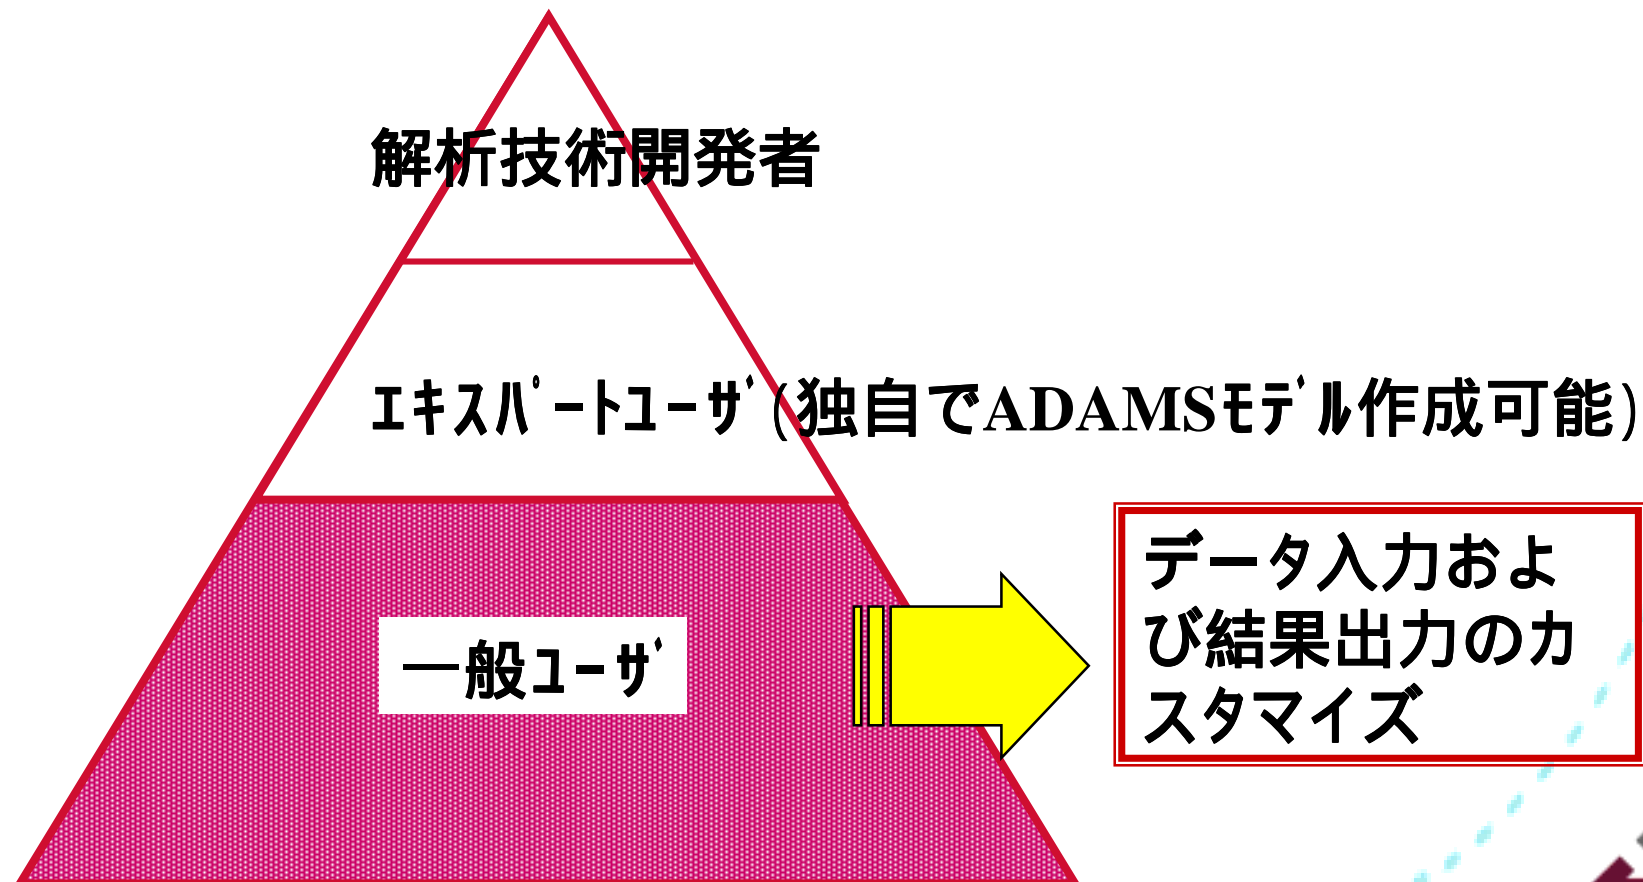 解析技術開発者
ｴｷｽﾊﾟｰﾄﾕｰｻﾞ(独自でADAMSﾓﾃﾞﾙ作成可能)
一般ﾕｰｻﾞ
データ入力およ
び結果出力のカ
スタマイズ